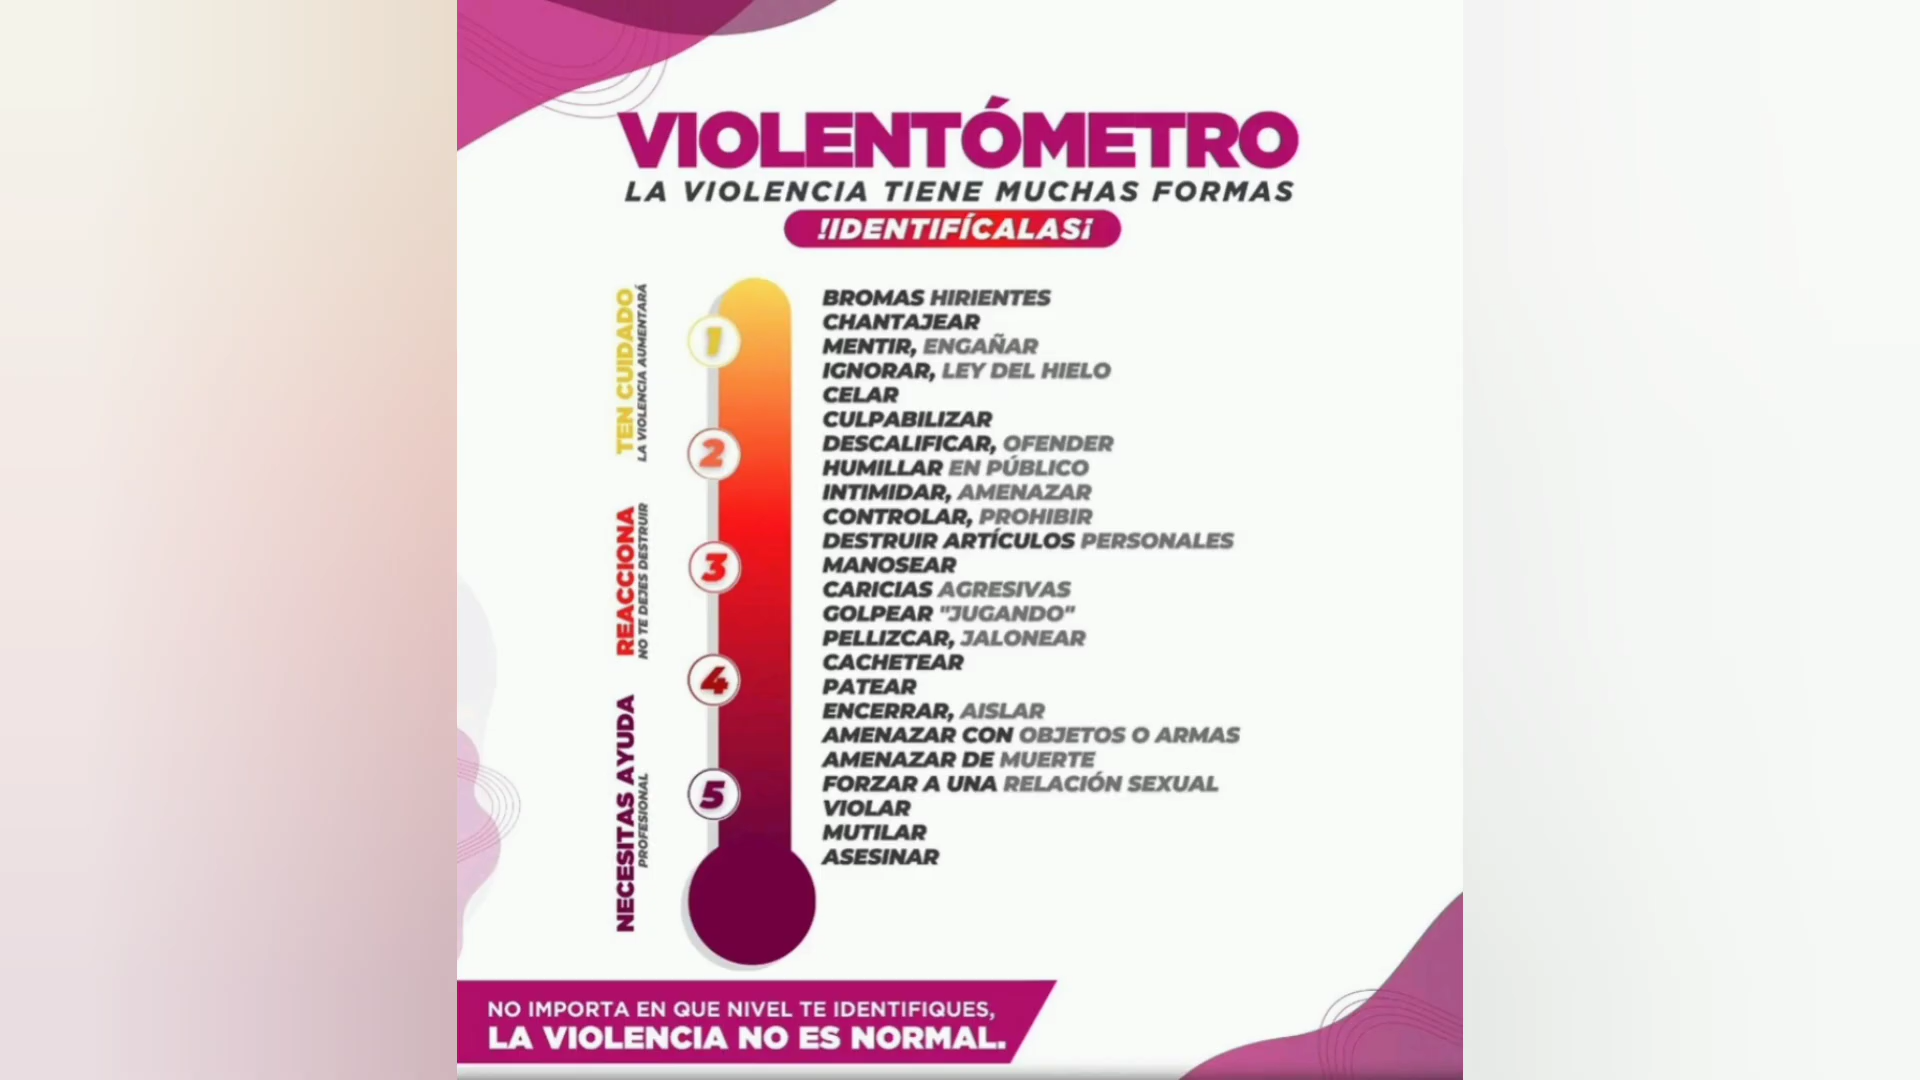 VIOLENTÓMETRO
LA VIOLENCIA TIENE MUCHAS FORMAS
!IDENTIFÍCALAS¡
TEN CUIDADO
LA VIOLENCIA AUMENTARÁ
REACCIONA
NO TE DEJES DESTRUIR
NECESITAS AYUDA
PROFESIONAL
1
2
3
4
5
BROMAS HIRIENTES
CHANTAJEAR
MENTIR, ENGAÑAR
IGNORAR, LEY DEL HIELO
CELAR
CULPABILIZAR
DESCALIFICAR, OFENDER
HUMILLAR EN PÚBLICO
INTIMIDAR, AMENAZAR
CONTROLAR, PROHIBIR
DESTRUIR ARTÍCULOS PERSONALES
MANOSEAR
CARICIAS AGRESIVAS
GOLPEAR "JUGANDO"
PELLIZCAR, JALONEAR
CACHETEAR
PATEAR
ENCERRAR, AISLAR
AMENAZAR CON OBJETOS O ARMAS
AMENAZAR DE MUERTE
FORZAR A UNA RELACIÓN SEXUAL
VIOLAR
MUTILAR
ASESINAR
NO IMPORTA EN QUE NIVEL TE IDENTIFIQUES,
LA VIOLENCIA NO ES NORMAL.